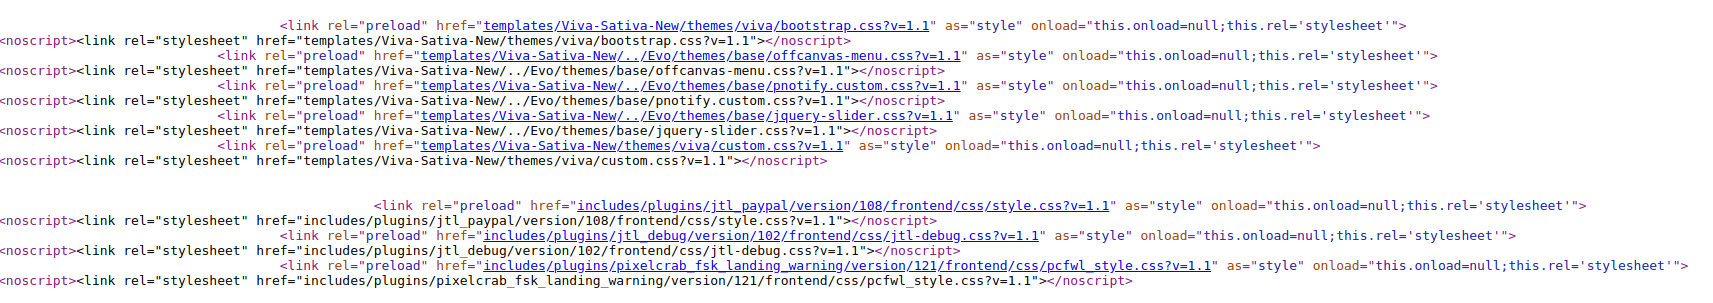 <link rel="preload" href="templates/Viva-Sativa-New/themes/viva/bootstrap.css?v=1.1" as="style" onload="this.onload=null;this.rel='stylesheet'">
<noscript><link rel="stylesheet" href="templates/Viva-Sativa-New/themes/viva/bootstrap.css?v=1.1"></noscript>
<link rel="preload" href="templates/Viva-Sativa-New/../Evo/themes/base/offcanvas-menu.css?v=1.1" as="style" onload="this.onload=null;this.rel='stylesheet'">
<noscript><link rel="stylesheet" href="templates/Viva-Sativa-New/../Evo/themes/base/offcanvas-menu.css?v=1.1"></noscript>
<link rel="preload" href="templates/Viva-Sativa-New/../Evo/themes/base/pnotify.custom.css?v=1.1" as="style" onload="this.onload=null;this.rel='stylesheet'">
<noscript><link rel="stylesheet" href="templates/Viva-Sativa-New/../Evo/themes/base/pnotify.custom.css?v=1.1"></noscript>
<link rel="preload" href="templates/Viva-Sativa-New/../Evo/themes/base/jquery-slider.css?v=1.1" as="style" onload="this.onload=null;this.rel='stylesheet'">
<noscript><link rel="stylesheet" href="templates/Viva-Sativa-New/../Evo/themes/base/jquery-slider.css?v=1.1"></noscript>
<link rel="preload" href="templates/Viva-Sativa-New/themes/viva/custom.css?v=1.1" as="style" onload="this.onload=null;this.rel='stylesheet'">
<noscript><link rel="stylesheet" href="templates/Viva-Sativa-New/themes/viva/custom.css?v=1.1"></noscript>
<link rel="preload" href="includes/plugins/jtl_paypal/version/108/frontend/css/style.css?v=1.1" as="style" onload="this.onload=null;this.rel='stylesheet'">
<noscript><link rel="stylesheet" href="includes/plugins/jtl_paypal/version/108/frontend/css/style.css?v=1.1"></noscript>
<link rel="preload" href="includes/plugins/jtl_debug/version/102/frontend/css/jtl-debug.css?v=1.1" as="style" onload="this.onload=null;this.rel='stylesheet'">
<noscript><link rel="stylesheet" href="includes/plugins/jtl_debug/version/102/frontend/css/jtl-debug.css?v=1.1"></noscript>
<link rel="preload" href="includes/plugins/pixelcrab_fsk_landing_warning/version/121/frontend/css/pcfwl_style.css?v=1.1" as="style" onload="this.onload=null;this.rel='stylesheet'">
<noscript><link rel="stylesheet" href="includes/plugins/pixelcrab_fsk_landing_warning/version/121/frontend/css/pcfwl_style.css?v=1.1"></noscript>